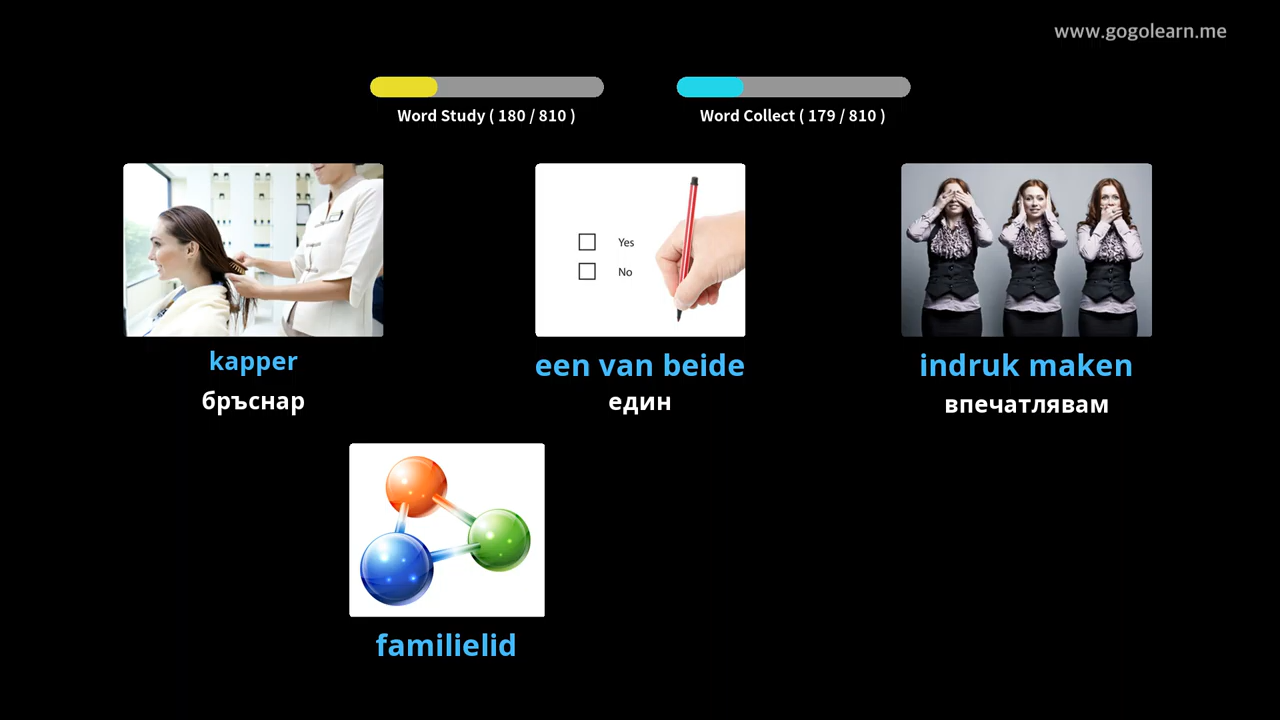 www.gogolearn.me
Word Study ( 180 / 810 )
Word Collect ( 179 / 810 )
Yes
No
kapper
een van beide
indruk maken
бръснар
един
впечатлявам
familielid